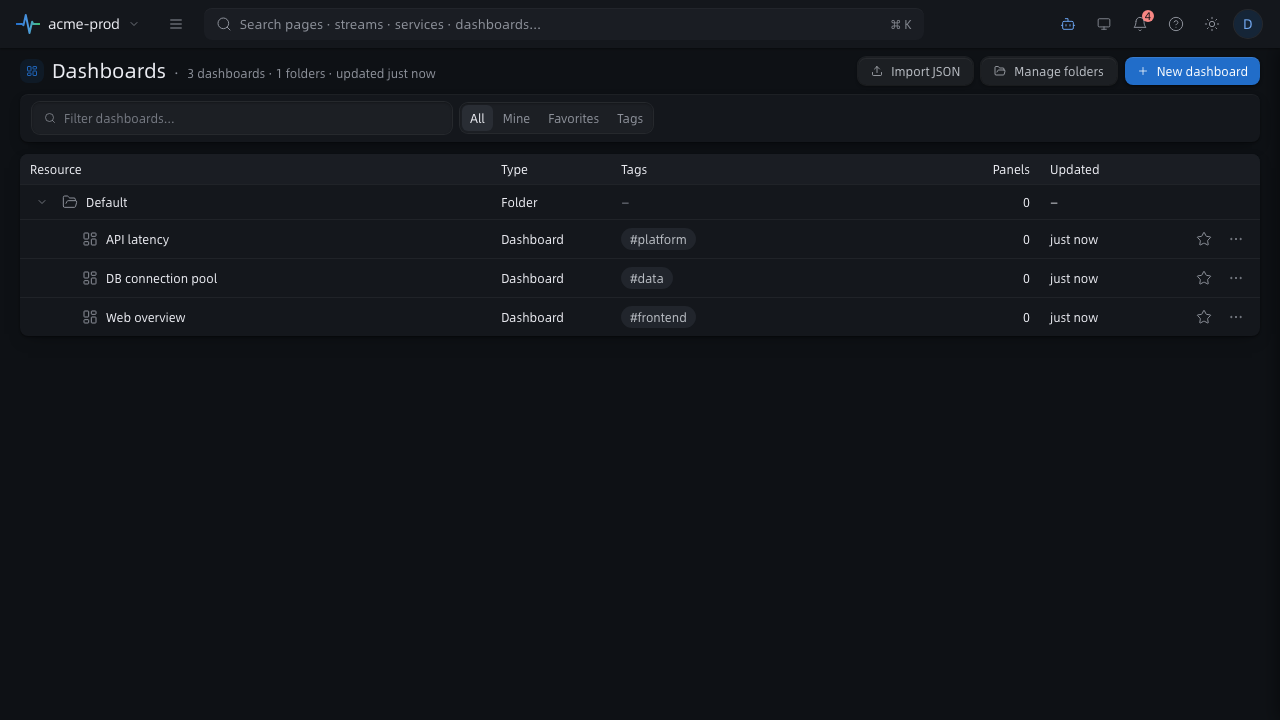 acme-prod
Search pages · streams · services · dashboards...
⌘ K
4
D
Dashboards · 3 dashboards · 1 folders · updated just now
Import JSON
Manage folders
New dashboard
Filter dashboards...
All Mine Favorites Tags
Resource Type Tags Panels Updated
Default Folder – 0 –
API latency Dashboard #platform 0 just now
DB connection pool Dashboard #data 0 just now
Web overview Dashboard #frontend 0 just now